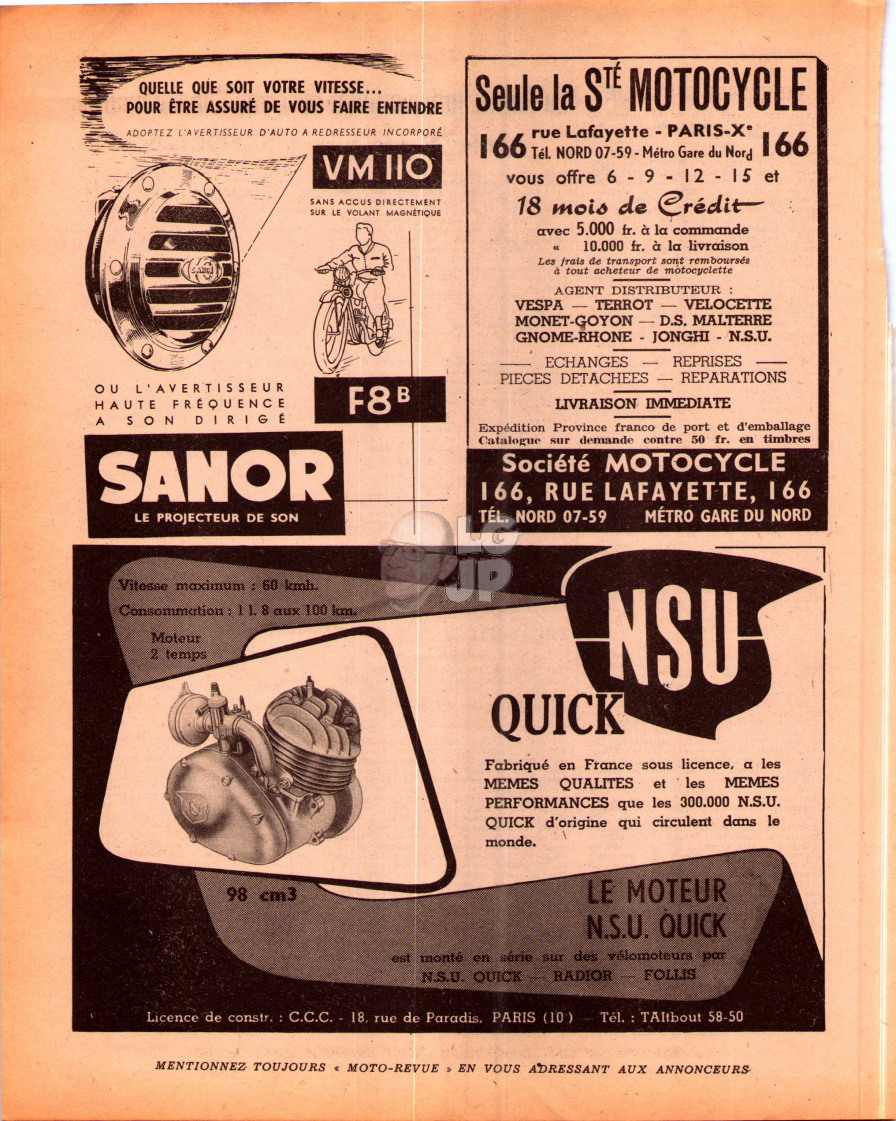 QUELLE QUE SOIT VOTRE VITESSE...
POUR ÊTRE ASSURÉ DE VOUS FAIRE ENTENDRE
ADOPTEZ L'AVERTISSEUR D'AUTO A REDRESSEUR INCORPORÉ
VM 110
SANS ACCUS DIRECTEMENT
SUR LE VOLANT MAGNÉTIQUE
SANOR
OU L'AVERTISSEUR
HAUTE FRÉQUENCE
A SON DIRIGÉ
F8 B
SANOR
LE PROJECTEUR DE SON
Seule la STÉ MOTOCYCLE
166 rue Lafayette - PARIS-Xe 166
Tél. NORD 07-59 - Métro Gare du Nord
vous offre 6 - 9 - 12 - 15 et
18 mois de Crédit
avec 5.000 fr. à la commande
« 10.000 fr. à la livraison
Les frais de transport sont remboursés
à tout acheteur de motocyclette
AGENT DISTRIBUTEUR :
VESPA — TERROT — VELOCETTE
MONET-GOYON — D.S. MALTERRE
GNOME-RHONE - JONGHI - N.S.U.
ECHANGES — REPRISES
PIECES DETACHEES — REPARATIONS
LIVRAISON IMMEDIATE
Expédition Province franco de port et d'emballage
Catalogue sur demande contre 50 fr. en timbres
Société MOTOCYCLE
166, RUE LAFAYETTE, 166
TÉL. NORD 07-59 MÉTRO GARE DU NORD
LG
JP
Vitesse maximum : 60 kmh.
Consommation : 1 l. 8 aux 100 km.
Moteur
2 temps
NSU
QUICK
NSU
Fabriqué en France sous licence, a les
MEMES QUALITES et les MEMES
PERFORMANCES que les 300.000 N.S.U.
QUICK d'origine qui circulent dans le
monde.
98 cm3
LE MOTEUR
N.S.U. QUICK
est monté en série sur des vélomoteurs par
N.S.U. QUICK — RADIOR — FOLLIS
Licence de constr. : C.C.C. - 18, rue de Paradis, PARIS (10) — Tél. : TAItbout 58-50
MENTIONNEZ TOUJOURS « MOTO-REVUE » EN VOUS ADRESSANT AUX ANNONCEURS